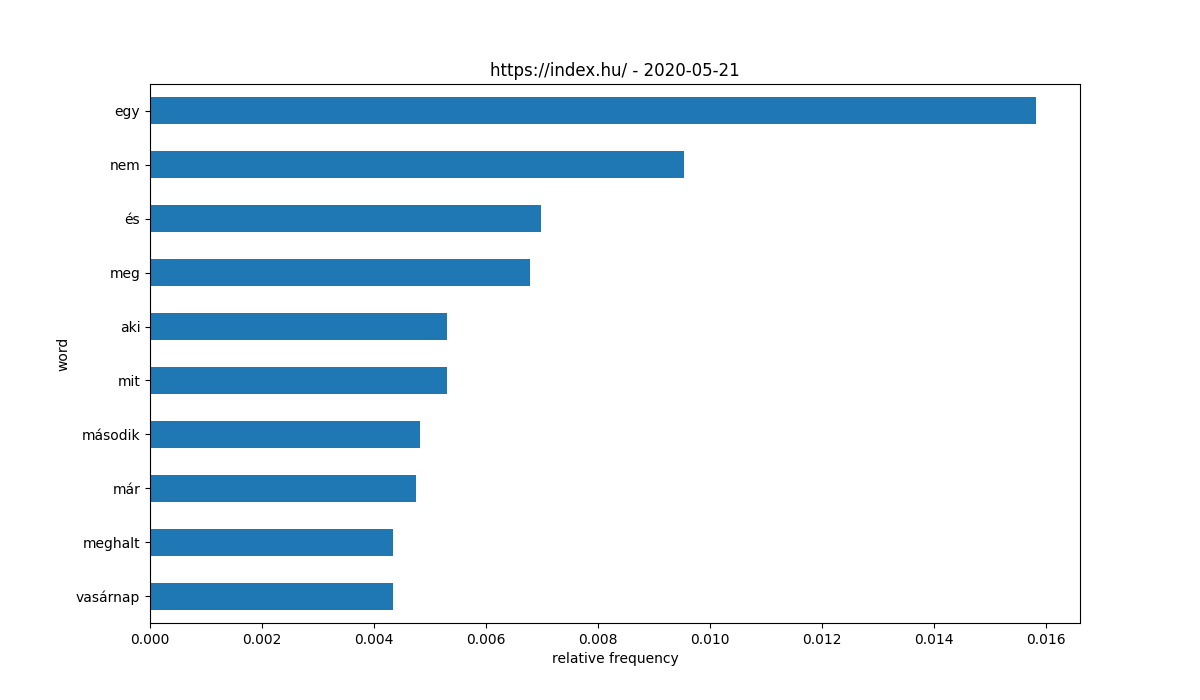 https://index.hu/ - 2020-05-21
egy
nem
és
meg
aki
mit
második
már
meghalt
vasárnap
word
0.000 0.002 0.004 0.006 0.008 0.010 0.012 0.014 0.016
relative frequency